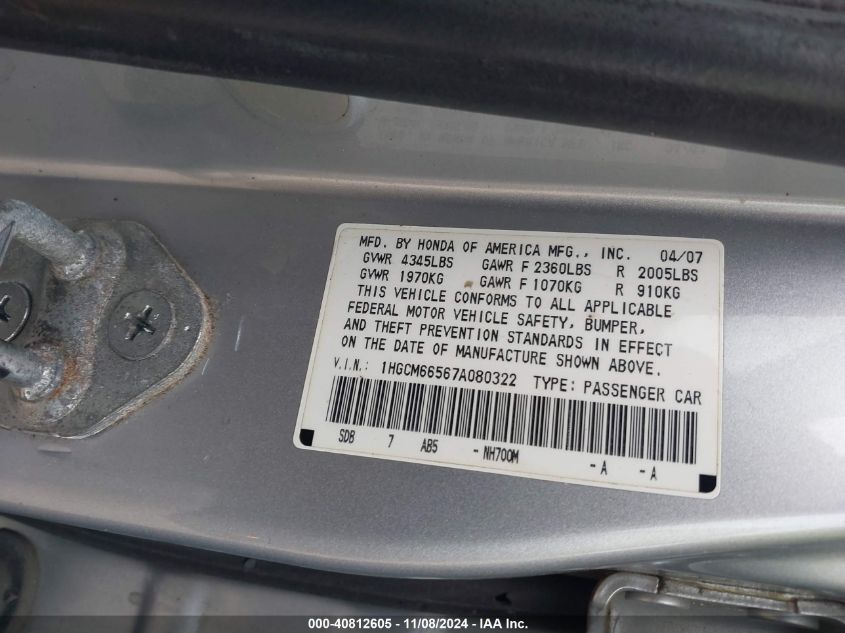 MFD. BY HONDA OF AMERICA MFG., INC. 04/07
GVWR 4345LBS GAWR F 2360LBS R 2005LBS
GVWR 1970KG GAWR F 1070KG R 910KG
THIS VEHICLE CONFORMS TO ALL APPLICABLE
FEDERAL MOTOR VEHICLE SAFETY, BUMPER,
AND THEFT PREVENTION STANDARDS IN EFFECT
ON THE DATE OF MANUFACTURE SHOWN ABOVE.
V.I.N.: 1HGCM66567A080322 TYPE: PASSENGER CAR
SDB 7 AB5 - NH700M - A - A
000-40812605 - 11/08/2024 - IAA Inc.